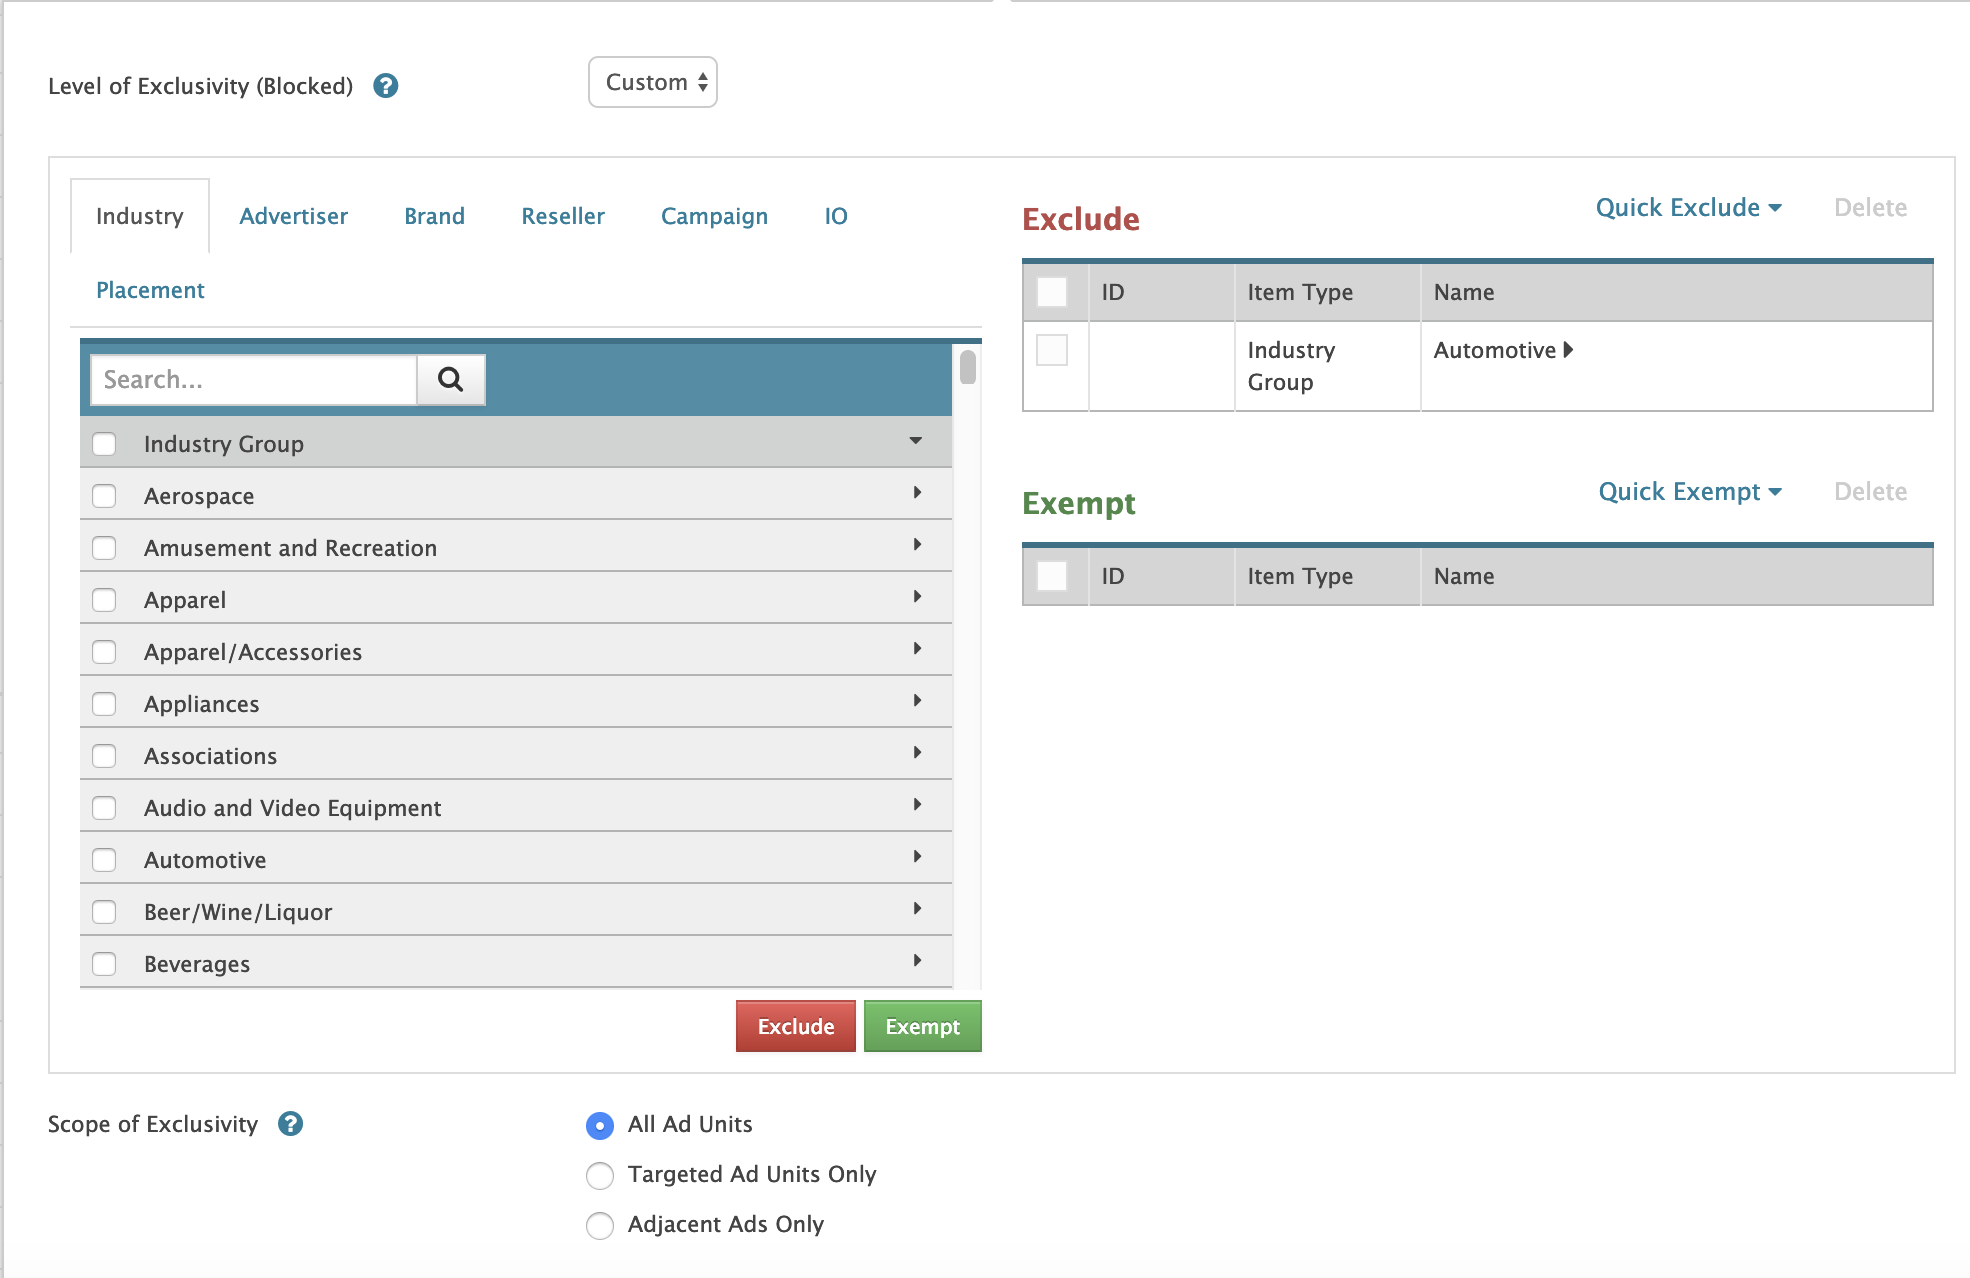 Level of Exclusivity (Blocked) ?
Custom
Industry Advertiser Brand Reseller Campaign IO
Placement
Search...
Industry Group
Aerospace
Amusement and Recreation
Apparel
Apparel/Accessories
Appliances
Associations
Audio and Video Equipment
Automotive
Beer/Wine/Liquor
Beverages
Exclude Exempt
Exclude Quick Exclude Delete
ID Item Type Name
Industry Automotive
Group
Exempt Quick Exempt Delete
ID Item Type Name
Scope of Exclusivity ?
All Ad Units
Targeted Ad Units Only
Adjacent Ads Only